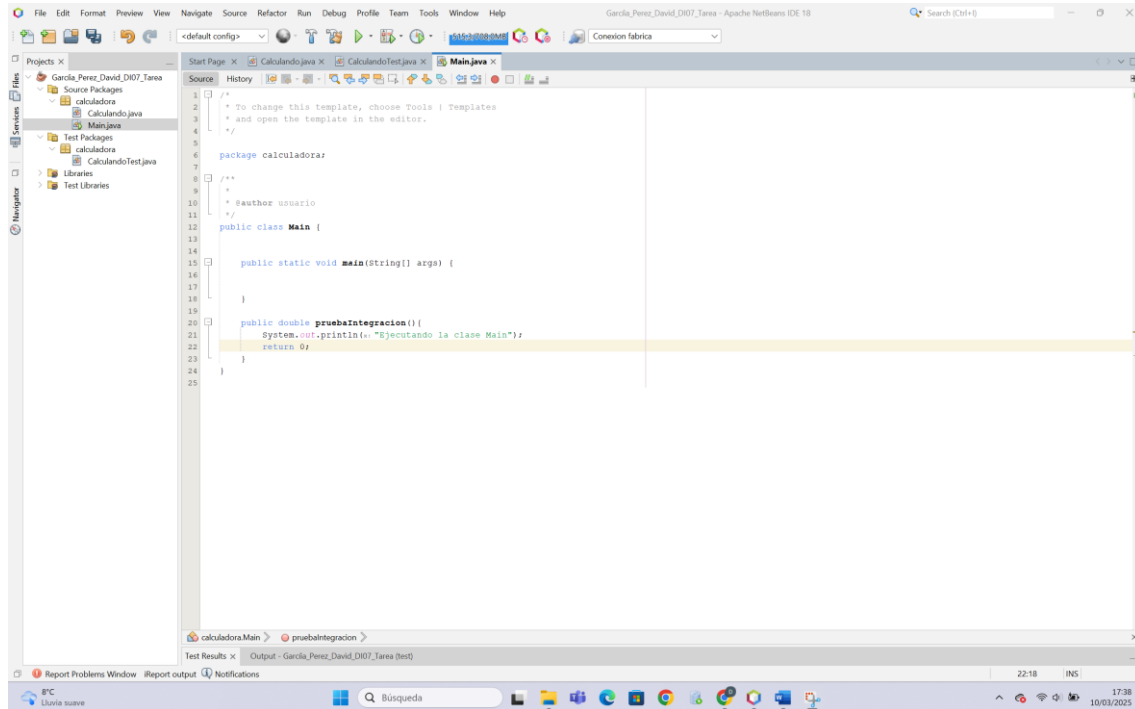 File Edit Format Preview View Navigate Source Refactor Run Debug Profile Team Tools Window Help Garcíia_Perez_David_DI07_Tarea - Apache NetBeans IDE 18 Search (Ctrl+I)
<default config> Conexion fabrica
Projects Start Page Calculando.java CalculandoTest.java Main.java
Files
Services
Navigator
Garcíia_Perez_David_DI07_Tarea
Source Packages
calculadora
Calculando.java
Main.java
Test Packages
calculadora
CalculandoTest.java
Libraries
Test Libraries
Source History
1 /*
2 * To change this template, choose Tools | Templates
3 * and open the template in the editor.
4 */
5
6 package calculadora;
7
8 /**
9 *
10 * @author usuario
11 */
12 public class Main {
13
14
15 public static void main(String[] args) {
16
17
18 }
19
20 public double pruebaIntegracion(){
21 System.out.println(x: "Ejecutando la clase Main");
22 return 0;
23 }
24 }
25
calculadora.Main pruebaIntegracion
Test Results Output - Garcíia_Perez_David_DI07_Tarea (test)
Report Problems Window iReport output Notifications 22:18 INS
8°C
Lluvia suave
Búsqueda
17:38
10/03/2025